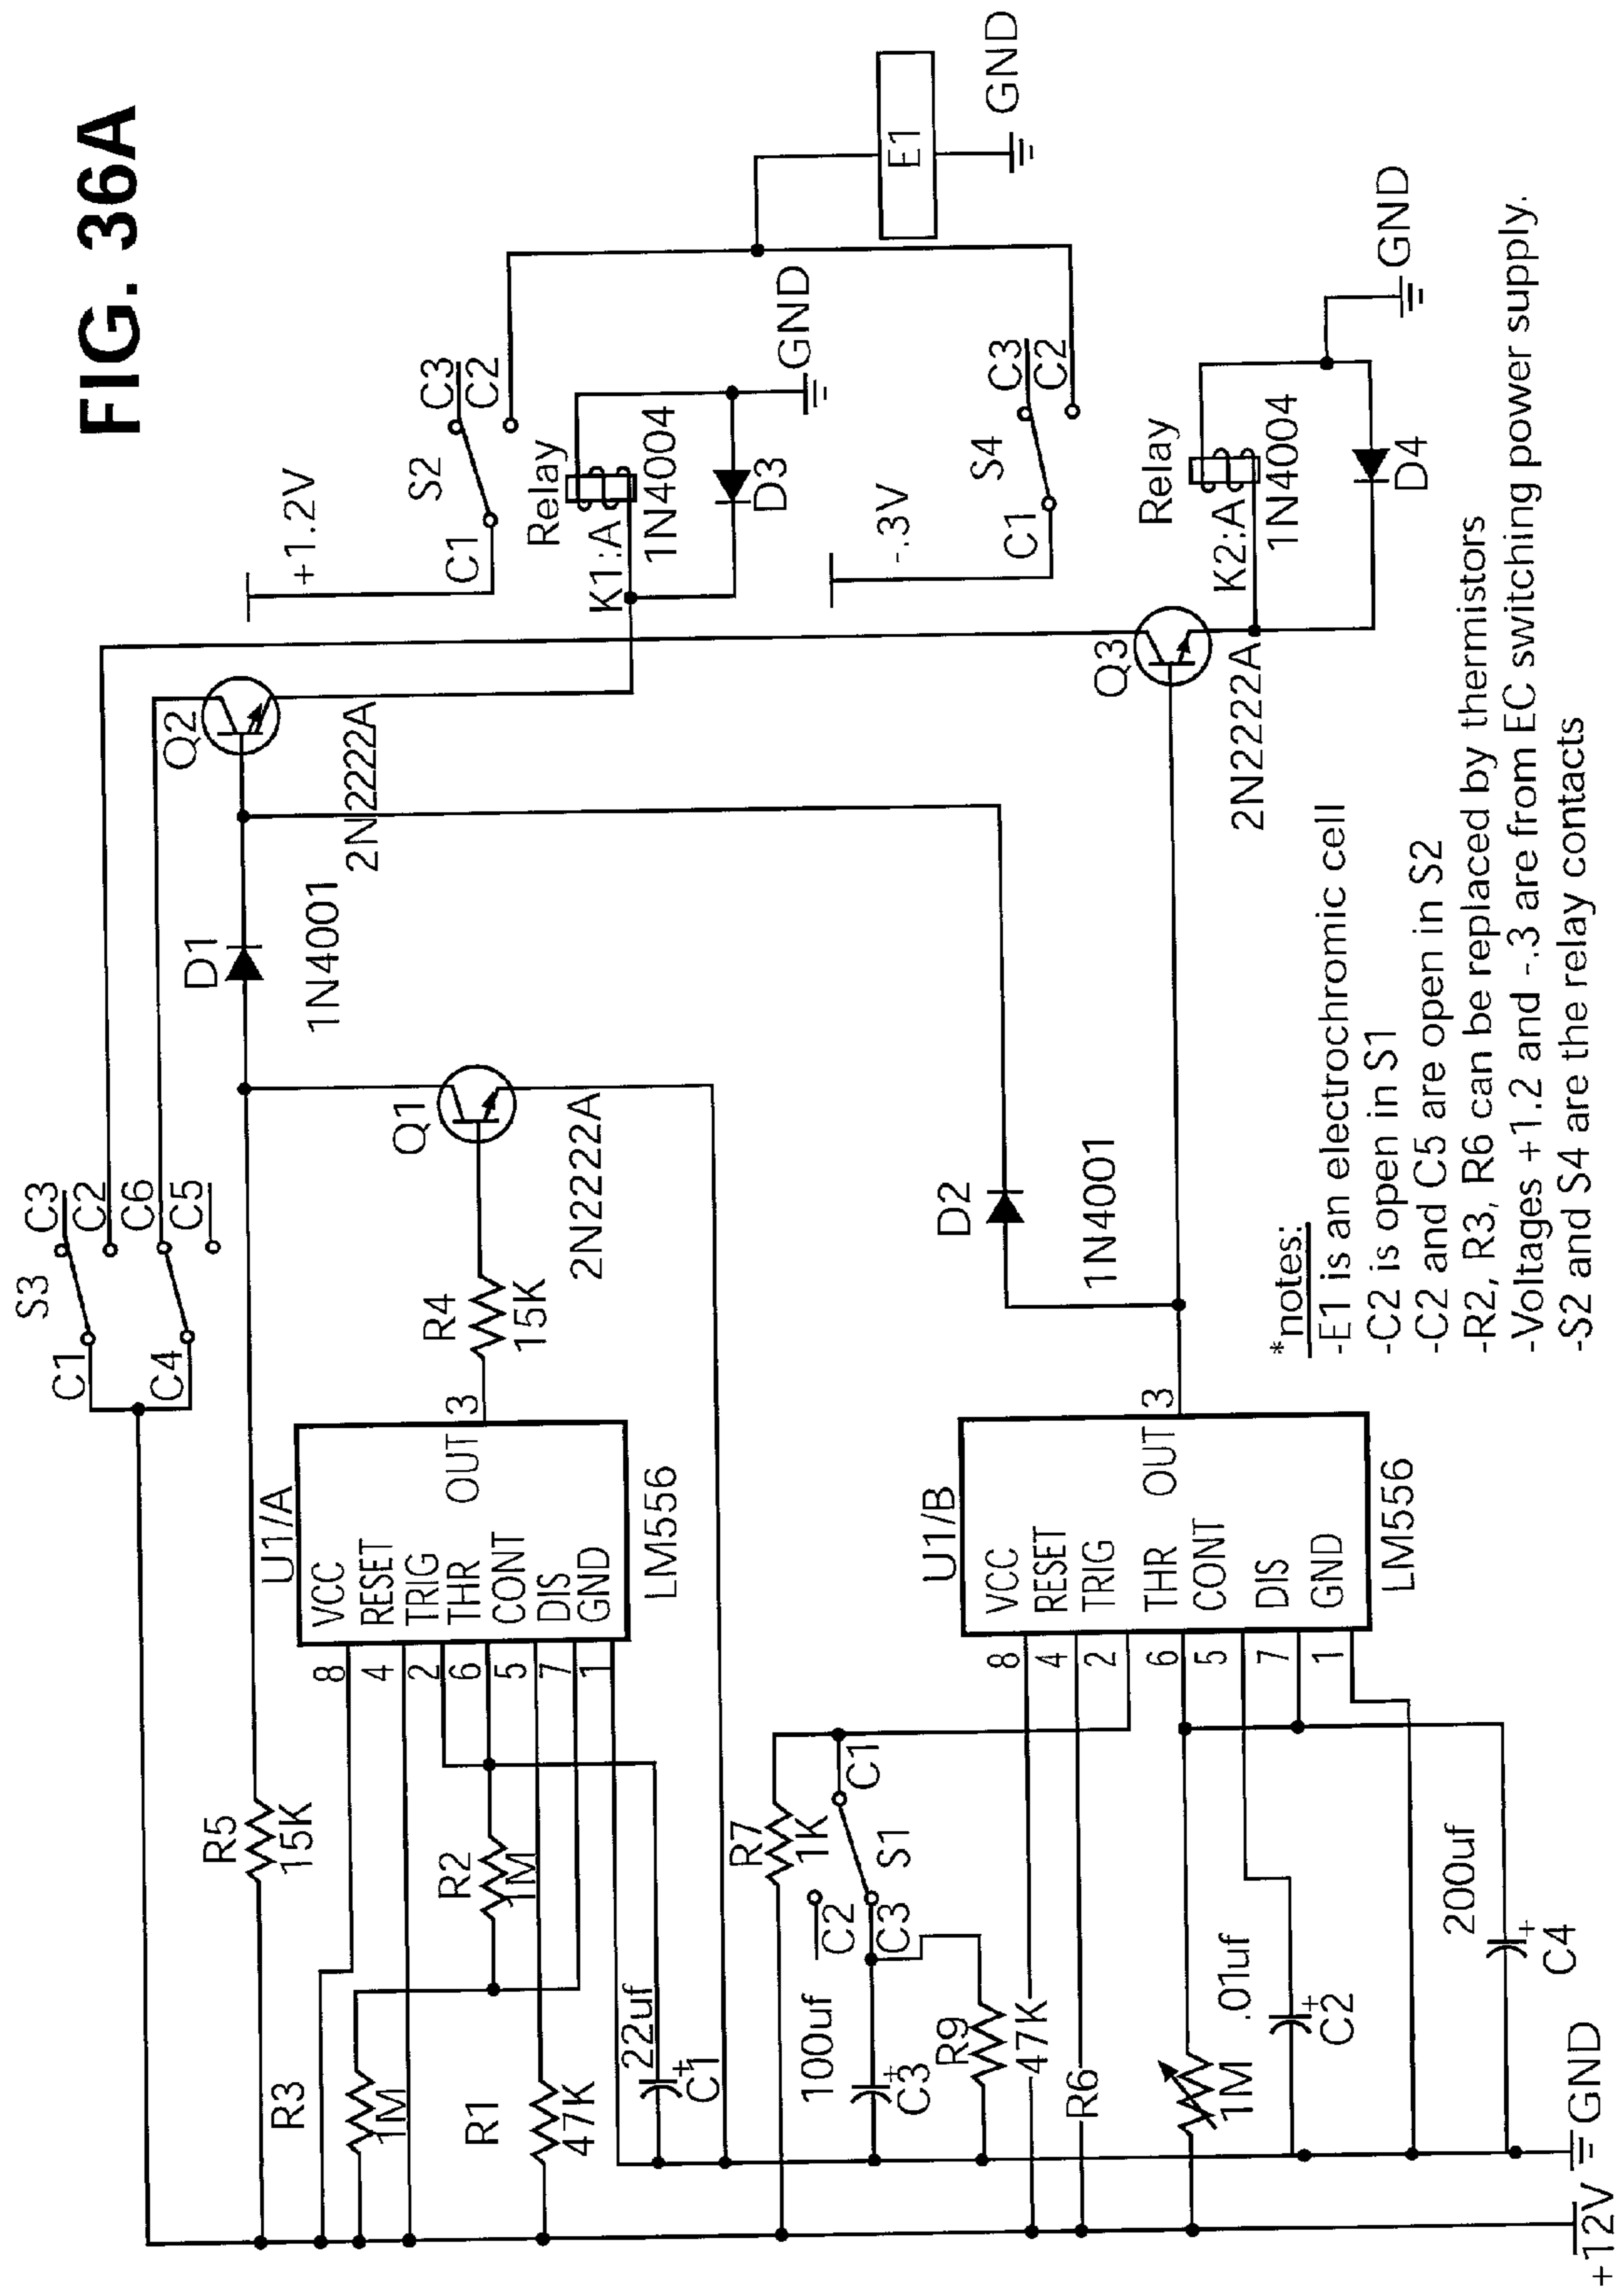 FIG. 36A
S3
C1
C3
C2
C4
C6
C5
Q2
2N2222A
D1
1N4001
+1.2V
S2
C1
C3
C2
Relay
K1:A
1N4004
D3
GND
E1
GND
R5
15K
U1/A
VCC
RESET
TRIG
THR
CONT
DIS
GND
OUT
LM556
8
4
2
6
5
7
1
3
R4
15K
Q1
2N2222A
R3
1M
R2
1M
R1
47K
22uf
+
C1
-.3V
S4
C1
C3
C2
Relay
K2:A
1N4004
D4
GND
Q3
2N2222A
D2
1N4001
R7
1K
S1
C1
C2
C3
100uf
+
C3
R9
47K
R6
1M
.01uf
+
C2
200uf
+
C4
U1/B
VCC
RESET
TRIG
THR
CONT
DIS
GND
OUT
LM556
8
4
2
6
5
7
1
3
+12V
GND
*notes:
-E1 is an electrochromic cell
-C2 is open in S1
-C2 and C5 are open in S2
-R2, R3, R6 can be replaced by thermistors
-Voltages +1.2 and -.3 are from EC switching power supply.
-S2 and S4 are the relay contacts